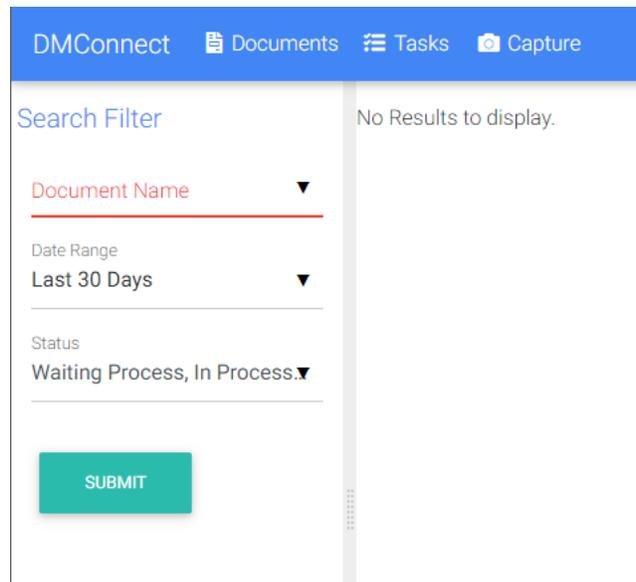 DMConnect Documents Tasks Capture
Search Filter
No Results to display.
Document Name
Date Range
Last 30 Days
Status
Waiting Process, In Process...
SUBMIT